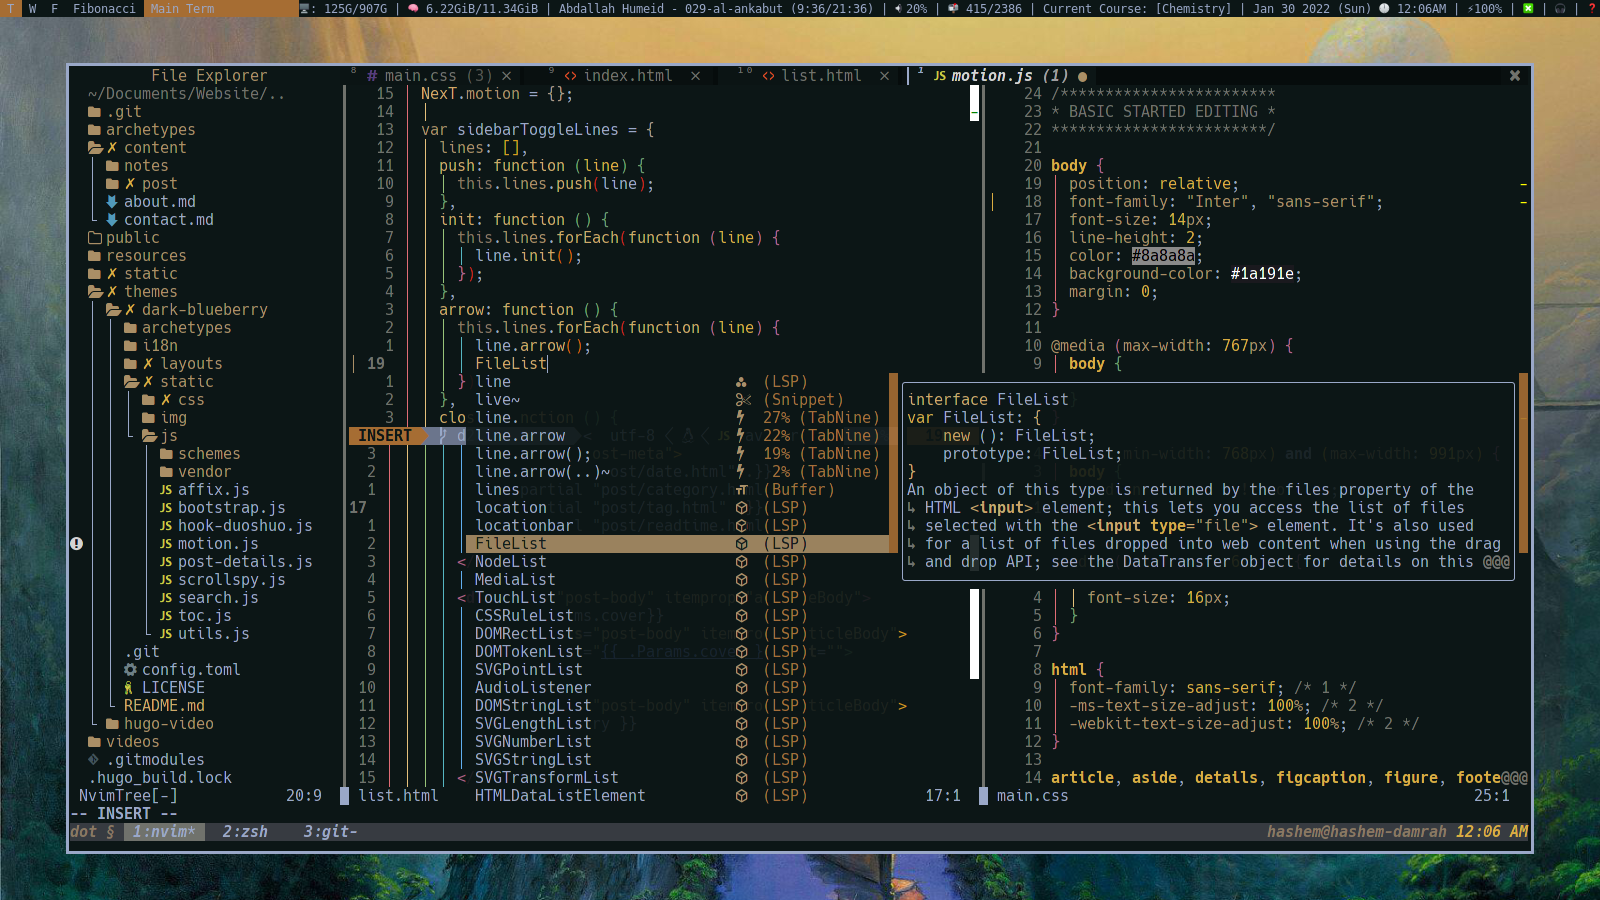 T W F Fibonacci Main Term : 125G/907G | 6.22GiB/11.34GiB | Abdallah Humeid - 029-al-ankabut (9:36/21:36) | 20% | 415/2386 | Current Course: [Chemistry] | Jan 30 2022 (Sun) 12:06AM | ⚡100% | | | ?
File Explorer
~/Documents/Website/..
.git
archetypes
✗ content
notes
✗ post
about.md
contact.md
public
resources
✗ static
✗ themes
✗ dark-blueberry
archetypes
i18n
✗ layouts
✗ static
✗ css
img
js
schemes
vendor
JS affix.js
JS bootstrap.js
JS hook-duoshuo.js
JS motion.js
JS post-details.js
JS scrollspy.js
JS search.js
JS toc.js
JS utils.js
.git
config.toml
LICENSE
README.md
hugo-video
videos
.gitmodules
.hugo_build.lock
NvimTree[-] 20:9
8 # main.css (3) ×
9 <> index.html ×
10 <> list.html ×
1 JS motion.js (1) ●
15 NexT.motion = {};
14
13 var sidebarToggleLines = {
12 lines: [],
11 push: function (line) {
10 this.lines.push(line);
9 },
8 init: function () {
7 this.lines.forEach(function (line) {
6 line.init();
5 });
4 },
3 arrow: function () {
2 this.lines.forEach(function (line) {
1 line.arrow();
19 FileList
1 } line (LSP)
2 }, live~ (Snippet)
3 clo line. 27% (TabNine)
INSERT line.arrow 22% (TabNine)
3 line.arrow(); 19% (TabNine)
2 line.arrow(..)~ 2% (TabNine)
1 lines (Buffer)
17 location (LSP)
1 locationbar (LSP)
2 FileList (LSP)
3 < NodeList (LSP)
4 MediaList (LSP)
5 < TouchList (LSP)
6 CSSRuleList (LSP)
7 DOMRectList (LSP) >
8 DOMTokenList (LSP)
9 SVGPointList (LSP)
10 AudioListener (LSP)
11 DOMStringList (LSP) >
12 SVGLengthList (LSP)
13 SVGNumberList (LSP)
14 SVGStringList (LSP)
15 < SVGTransformList (LSP)
HTMLDataListElement (LSP)
list.html 17:1
24 /************************
23 * BASIC STARTED EDITING *
22 ************************/
21
20 body {
19 position: relative;
18 font-family: "Inter", "sans-serif";
17 font-size: 14px;
16 line-height: 2;
15 color: #8a8a8a;
14 background-color: #1a191e;
13 margin: 0;
12 }
11
10 @media (max-width: 767px) {
9 body {
interface FileList
var FileList: {
new (): FileList;
prototype: FileList;
}
An object of this type is returned by the files property of the
↳ HTML <input> element; this lets you access the list of files
↳ selected with the <input type="file"> element. It's also used
↳ for a list of files dropped into web content when using the drag
↳ and drop API; see the DataTransfer object for details on this @@@
4 font-size: 16px;
5 }
6 }
7
8 html {
9 font-family: sans-serif; /* 1 */
10 -ms-text-size-adjust: 100%; /* 2 */
11 -webkit-text-size-adjust: 100%; /* 2 */
12 }
13
14 article, aside, details, figcaption, figure, foote@@@
main.css 25:1
-- INSERT --
dot § 1:nvim* 2:zsh 3:git- hashem@hashem-damrah 12:06 AM